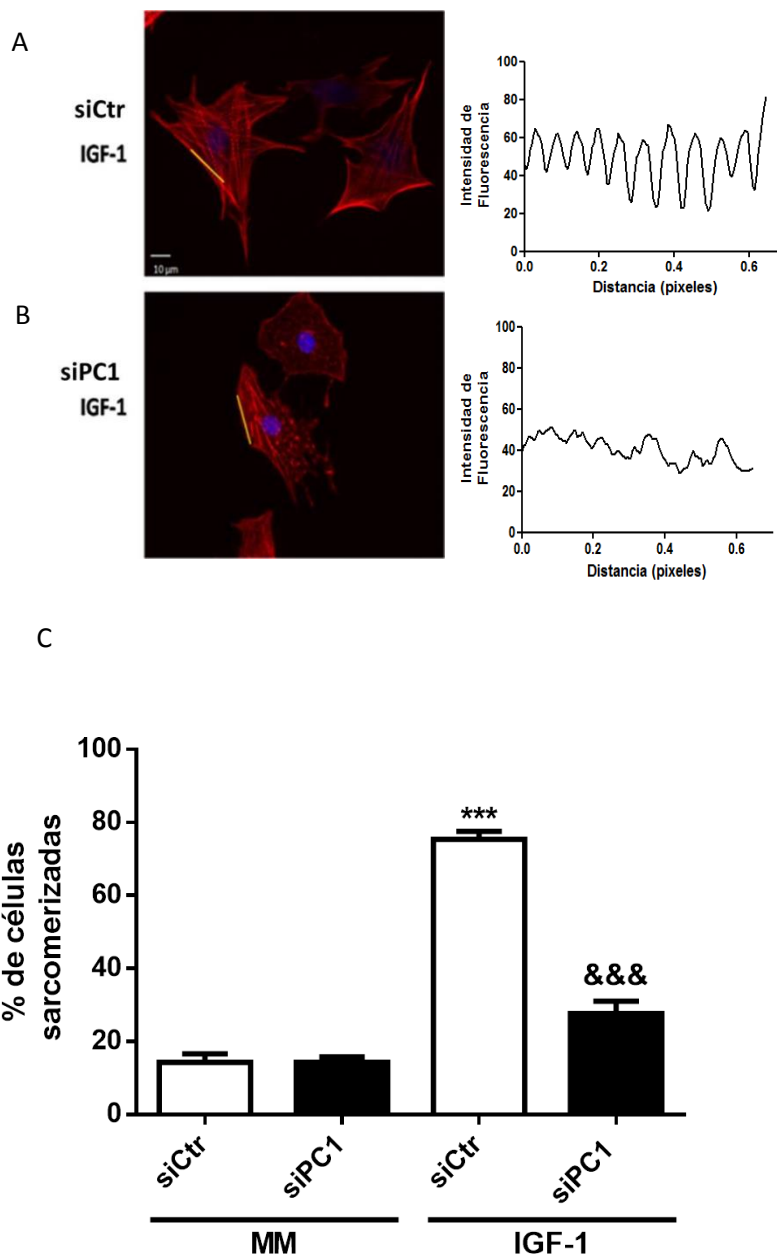 A
siCtr
IGF-1
10 µm
Intensidad de
Fluorescencia
100
80
60
40
20
0
0.0 0.2 0.4 0.6
Distancia (pixeles)
B
siPC1
IGF-1
Intensidad de
Fluorescencia
100
80
60
40
20
0
0.0 0.2 0.4 0.6
Distancia (pixeles)
C
% de células
sarcomerizadas
100
80
60
40
20
0
***
&&&
siCtr siPC1 siCtr siPC1
MM IGF-1